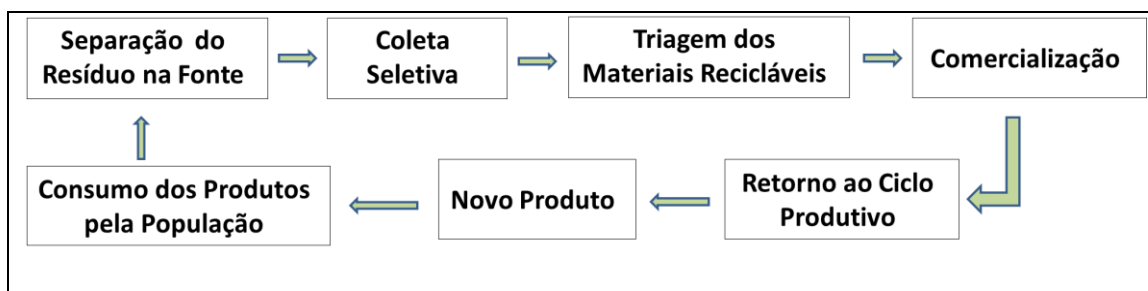 Separação do
Resíduo na Fonte
Coleta
Seletiva
Triagem dos
Materiais Recicláveis
Comercialização
Retorno ao Ciclo
Produtivo
Novo Produto
Consumo dos Produtos
pela População